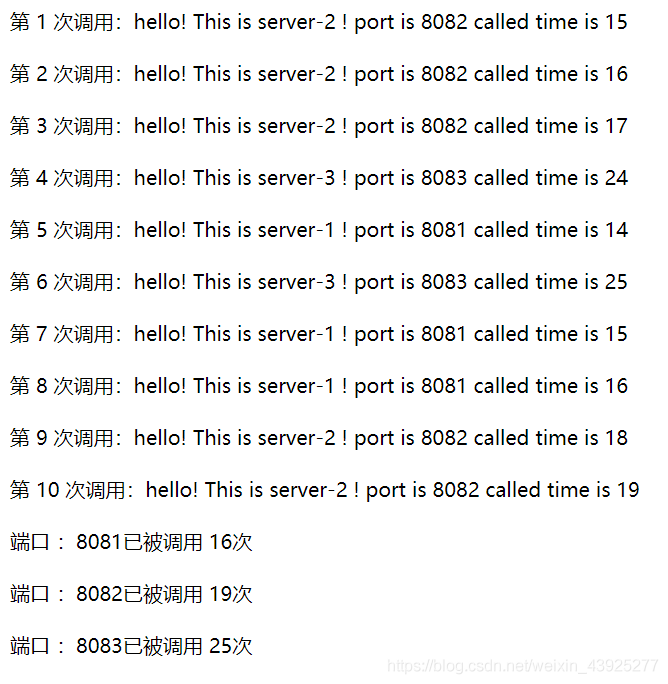 第 1 次调用：hello! This is server-2 ! port is 8082 called time is 15
第 2 次调用：hello! This is server-2 ! port is 8082 called time is 16
第 3 次调用：hello! This is server-2 ! port is 8082 called time is 17
第 4 次调用：hello! This is server-3 ! port is 8083 called time is 24
第 5 次调用：hello! This is server-1 ! port is 8081 called time is 14
第 6 次调用：hello! This is server-3 ! port is 8083 called time is 25
第 7 次调用：hello! This is server-1 ! port is 8081 called time is 15
第 8 次调用：hello! This is server-1 ! port is 8081 called time is 16
第 9 次调用：hello! This is server-2 ! port is 8082 called time is 18
第 10 次调用：hello! This is server-2 ! port is 8082 called time is 19
端口 ：8081已被调用 16次
端口 ：8082已被调用 19次
端口 ：8083已被调用 25次
https://blog.csdn.net/weixin_43925277